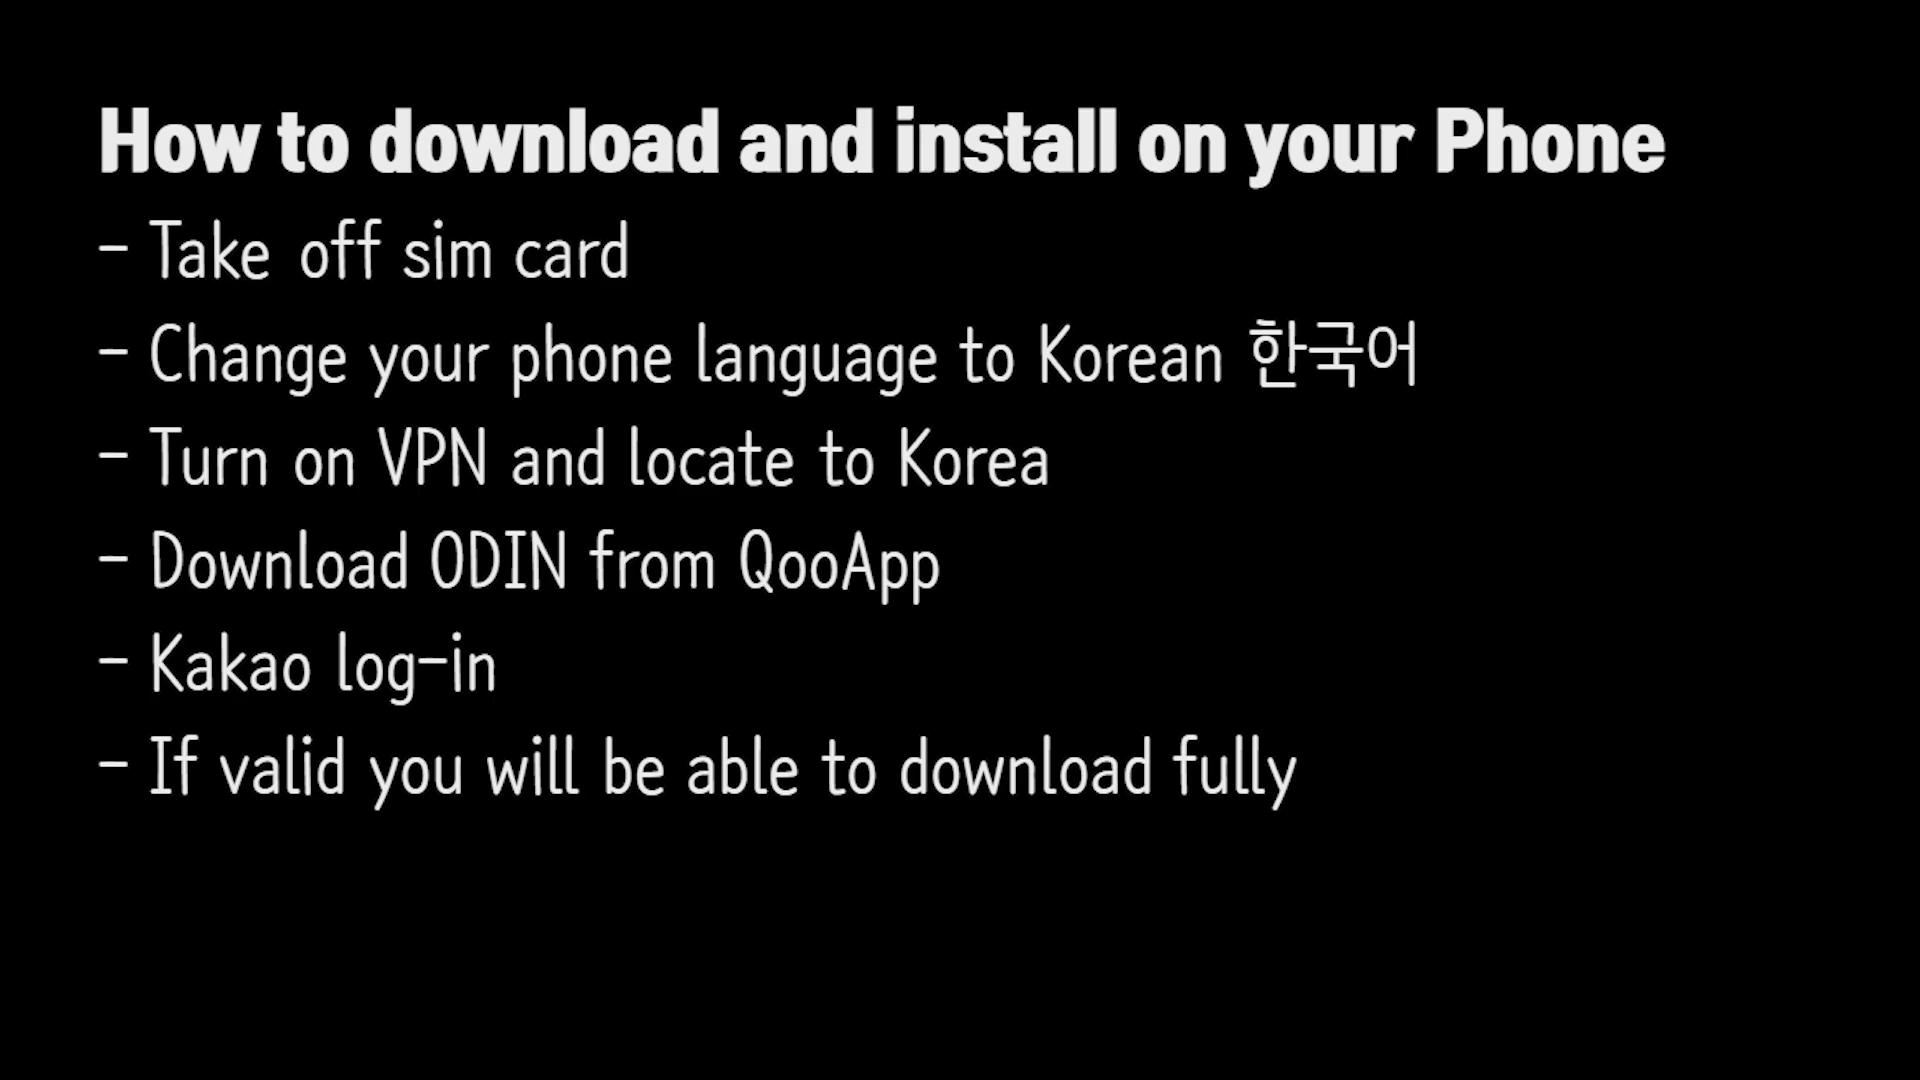 How to download and install on your Phone
- Take off sim card
- Change your phone language to Korean 한국어
- Turn on VPN and locate to Korea
- Download ODIN from QooApp
- Kakao log-in
- If valid you will be able to download fully